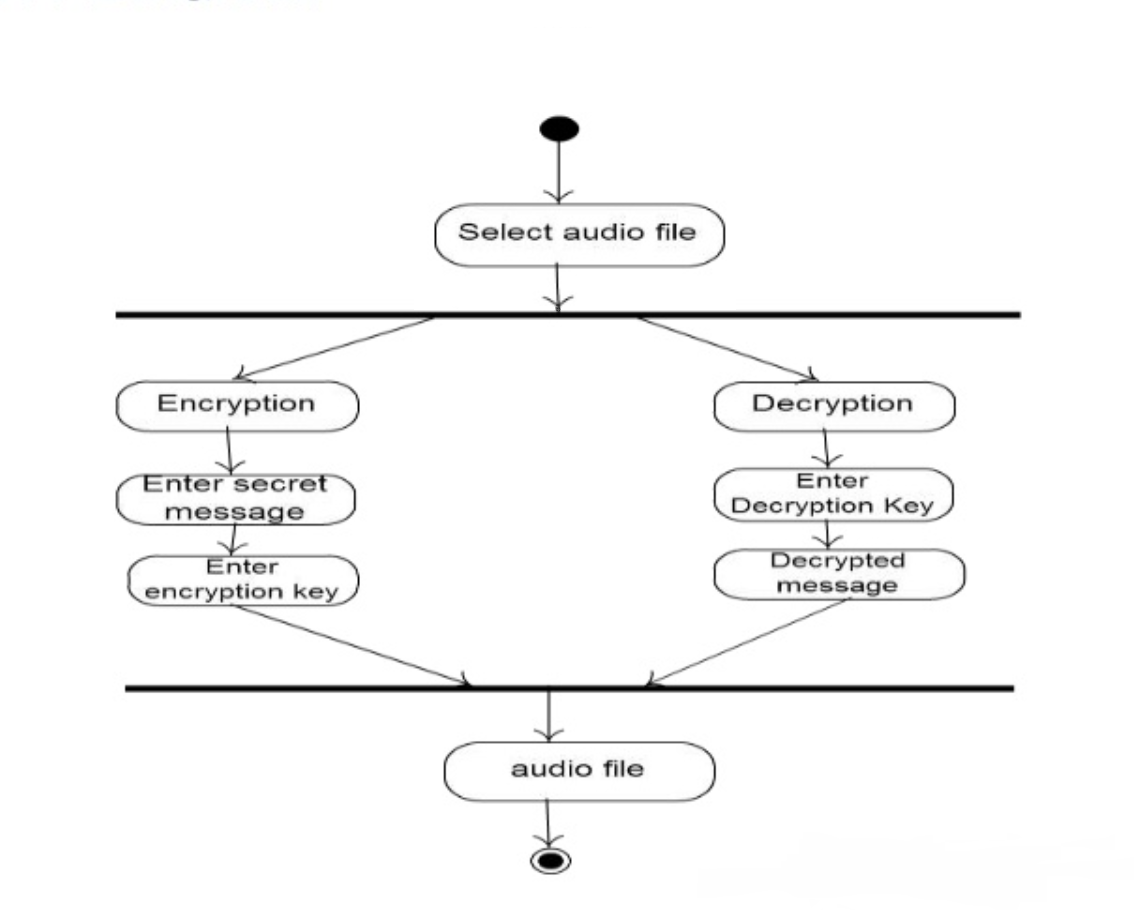 Select audio file
Encryption
Decryption
Enter secret
message
Enter
Decryption Key
Enter
encryption key
Decrypted
message
audio file